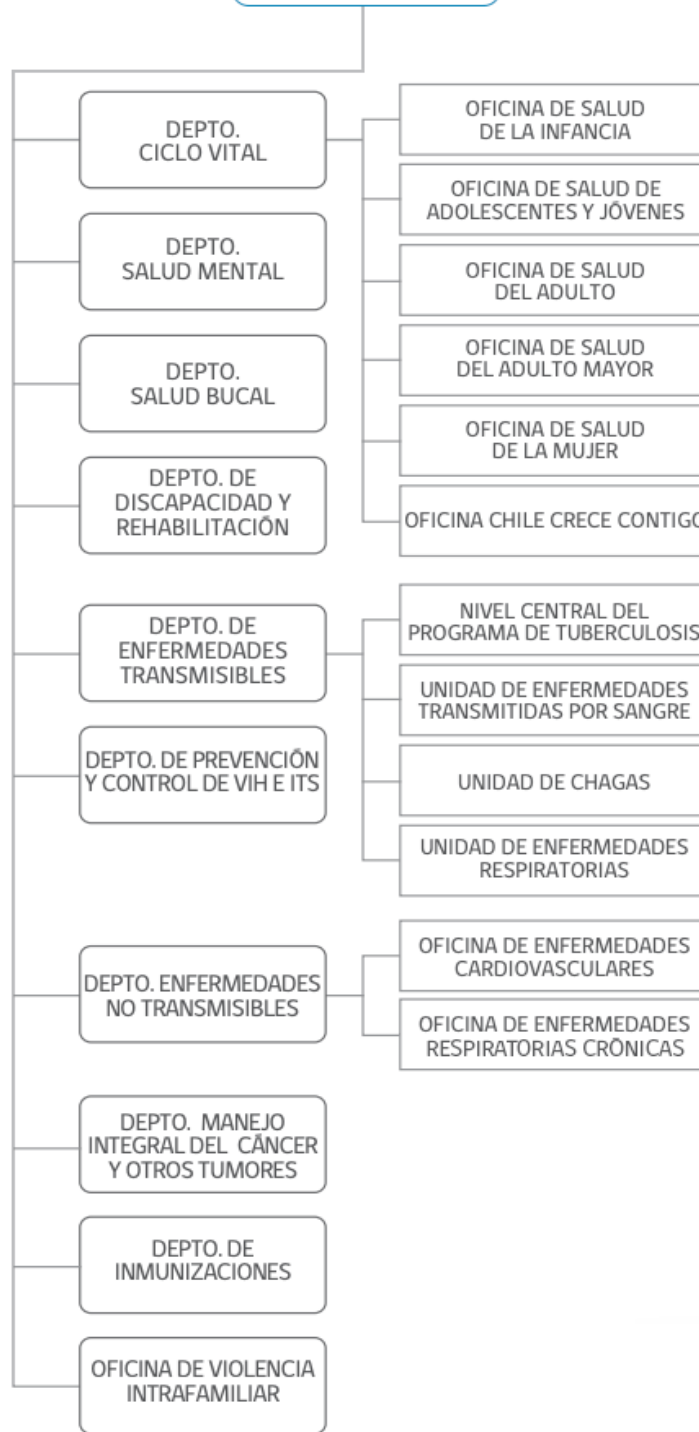 DEPTO.
CICLO VITAL
OFICINA DE SALUD
DE LA INFANCIA
OFICINA DE SALUD DE
ADOLESCENTES Y JÓVENES
OFICINA DE SALUD
DEL ADULTO
OFICINA DE SALUD
DEL ADULTO MAYOR
OFICINA DE SALUD
DE LA MUJER
OFICINA CHILE CRECE CONTIGO
DEPTO.
SALUD MENTAL
DEPTO.
SALUD BUCAL
DEPTO. DE
DISCAPACIDAD Y
REHABILITACIÓN
DEPTO. DE
ENFERMEDADES
TRANSMISIBLES
NIVEL CENTRAL DEL
PROGRAMA DE TUBERCULOSIS
UNIDAD DE ENFERMEDADES
TRANSMITIDAS POR SANGRE
UNIDAD DE CHAGAS
UNIDAD DE ENFERMEDADES
RESPIRATORIAS
DEPTO. DE PREVENCIÓN
Y CONTROL DE VIH E ITS
DEPTO. ENFERMEDADES
NO TRANSMISIBLES
OFICINA DE ENFERMEDADES
CARDIOVASCULARES
OFICINA DE ENFERMEDADES
RESPIRATORIAS CRÓNICAS
DEPTO. MANEJO
INTEGRAL DEL CÁNCER
Y OTROS TUMORES
DEPTO. DE
INMUNIZACIONES
OFICINA DE VIOLENCIA
INTRAFAMILIAR